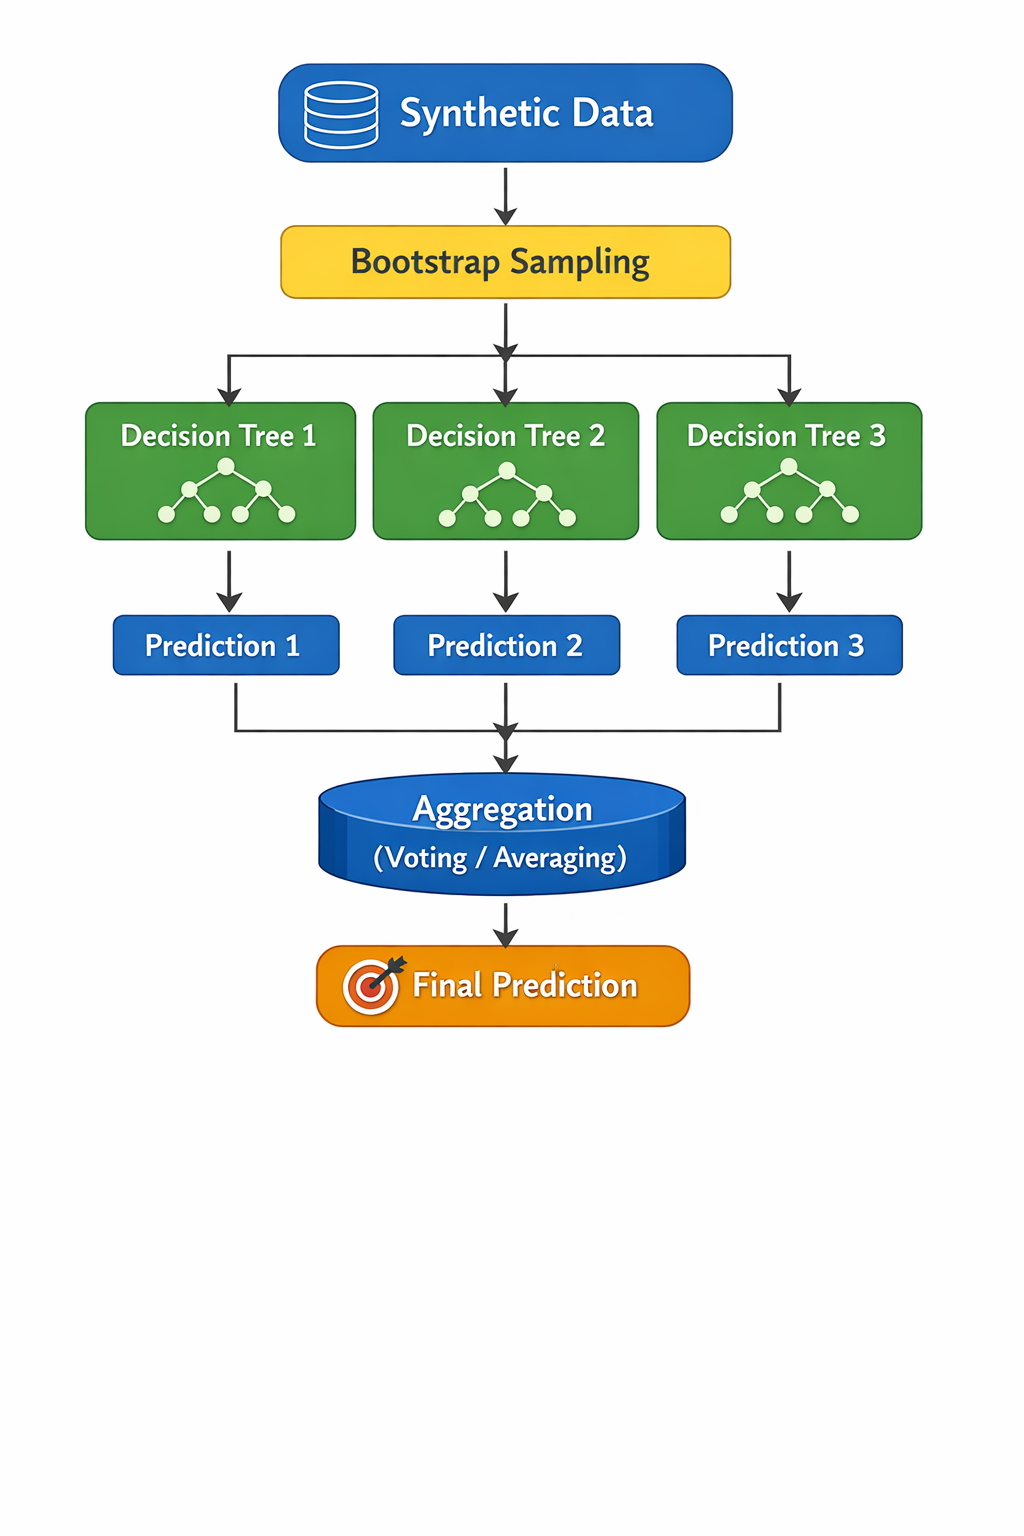 Synthetic Data
Bootstrap Sampling
Decision Tree 1
Decision Tree 2
Decision Tree 3
Prediction 1
Prediction 2
Prediction 3
Aggregation
(Voting / Averaging)
Final Prediction